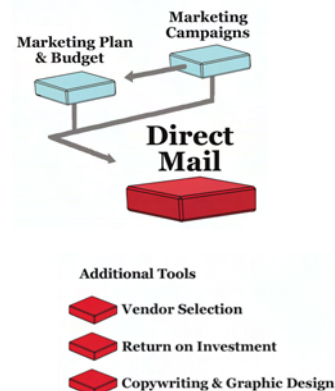 Marketing
Campaigns
Marketing Plan
& Budget
Direct
Mail
Additional Tools
Vendor Selection
Return on Investment
Copywriting & Graphic Design